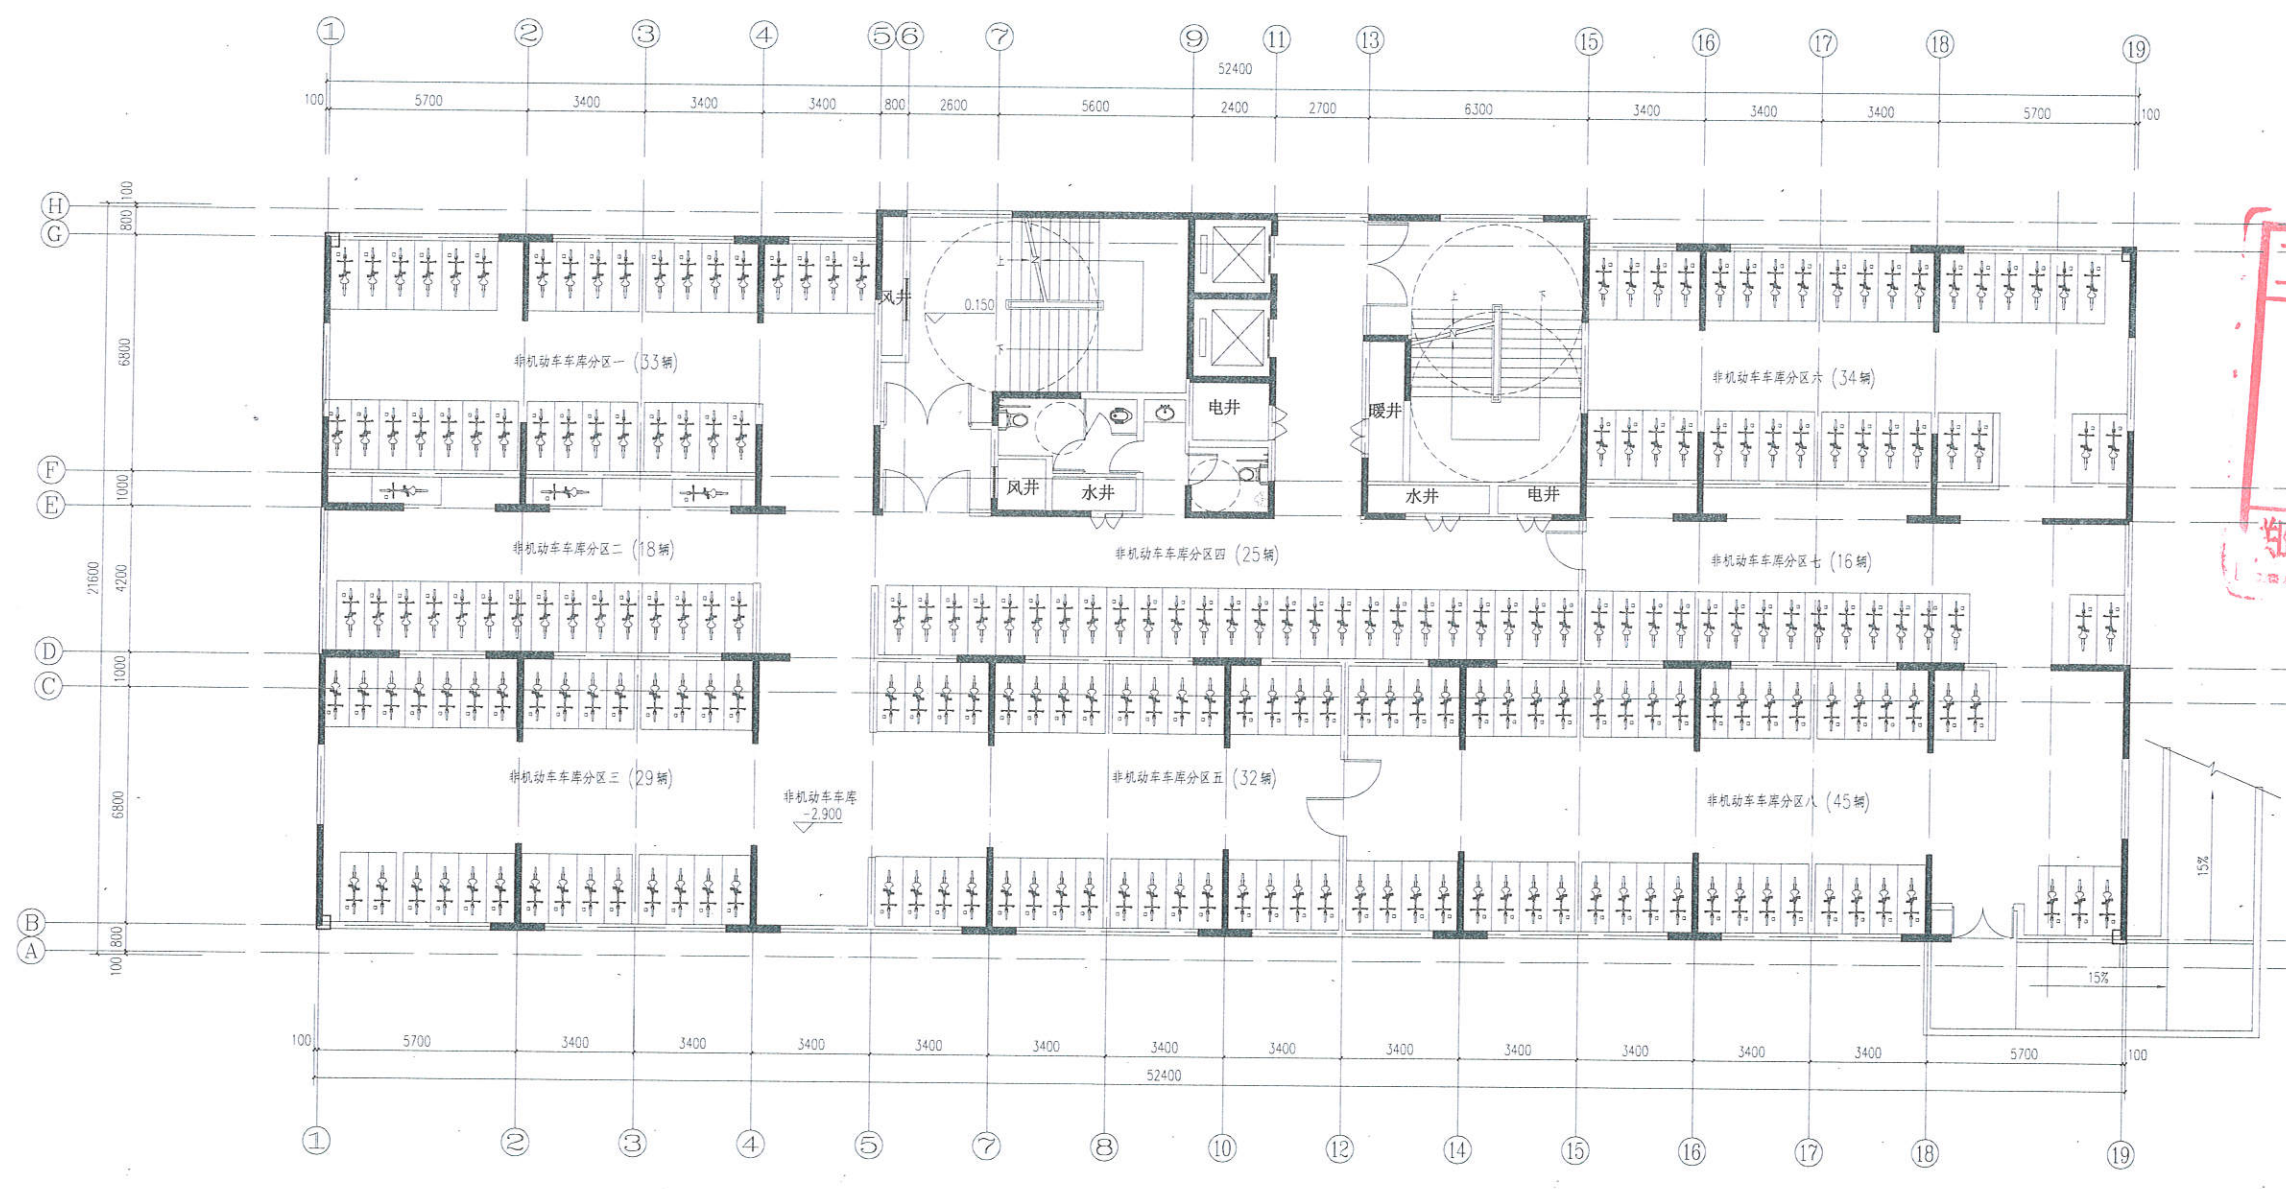 1 2 3 4 5 6 7 9 11 13 15 16 17 18 19
52400
100 5700 3400 3400 3400 800 2600 5600 2400 2700 6300 3400 3400 3400 5700 100
H
100
G
800
风井
上
0.150
下
上 下
6800
非机动车车库分区一 (33辆)
非机动车车库分区六 (34辆)
电井
暖井
F
1000
风井
水井
水井
电井
E
非机动车车库分区二 (18辆)
非机动车车库分区四 (25辆)
非机动车车库分区七 (16辆)
21600
4200
D
1000
C
非机动车车库分区三 (29辆)
非机动车车库
-2.900
非机动车车库分区五 (32辆)
非机动车车库分区八 (45辆)
6800
15%
B
800
A
100
15%
100 5700 3400 3400 3400 3400 3400 3400 3400 3400 3400 3400 3400 3400 5700 100
52400
1 2 3 4 5 7 8 10 12 14 15 16 17 18 19